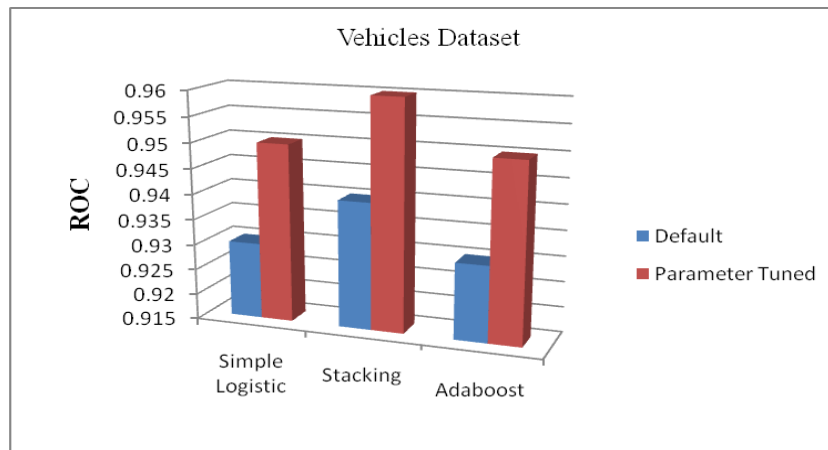 Vehicles Dataset
ROC
0.96
0.955
0.95
0.945
0.94
0.935
0.93
0.925
0.92
0.915
Simple
Logistic
Stacking
Adaboost
Default
Parameter Tuned